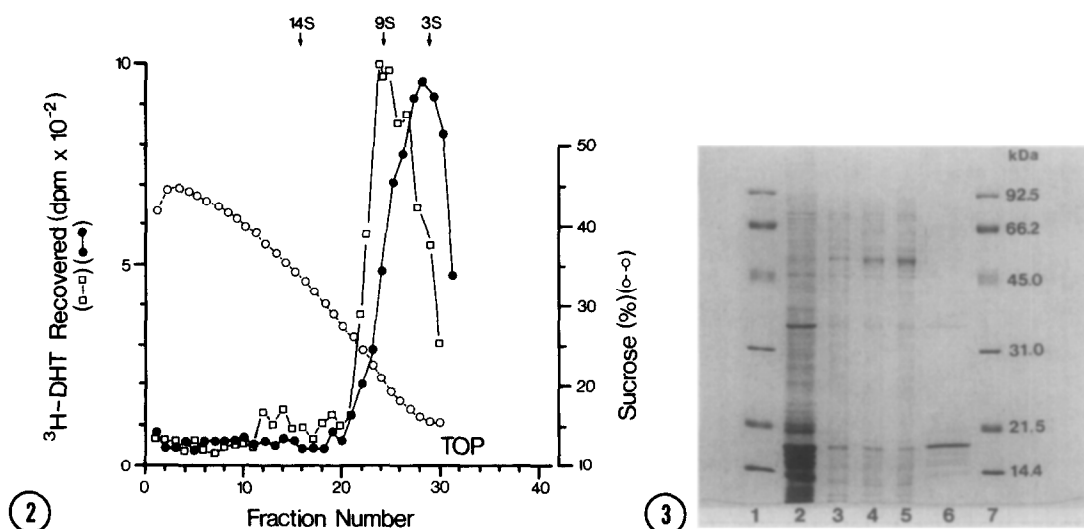 14S 9S 3S
10
5
0
³H-DHT Recovered (dpm x 10⁻²)
(□-□)(●-●)
0 10 20 30 40
Fraction Number
TOP
50
40
30
20
10
Sucrose (%)(○-○)
2
kDa
92.5
66.2
45.0
31.0
21.5
14.4
1 2 3 4 5 6 7
3